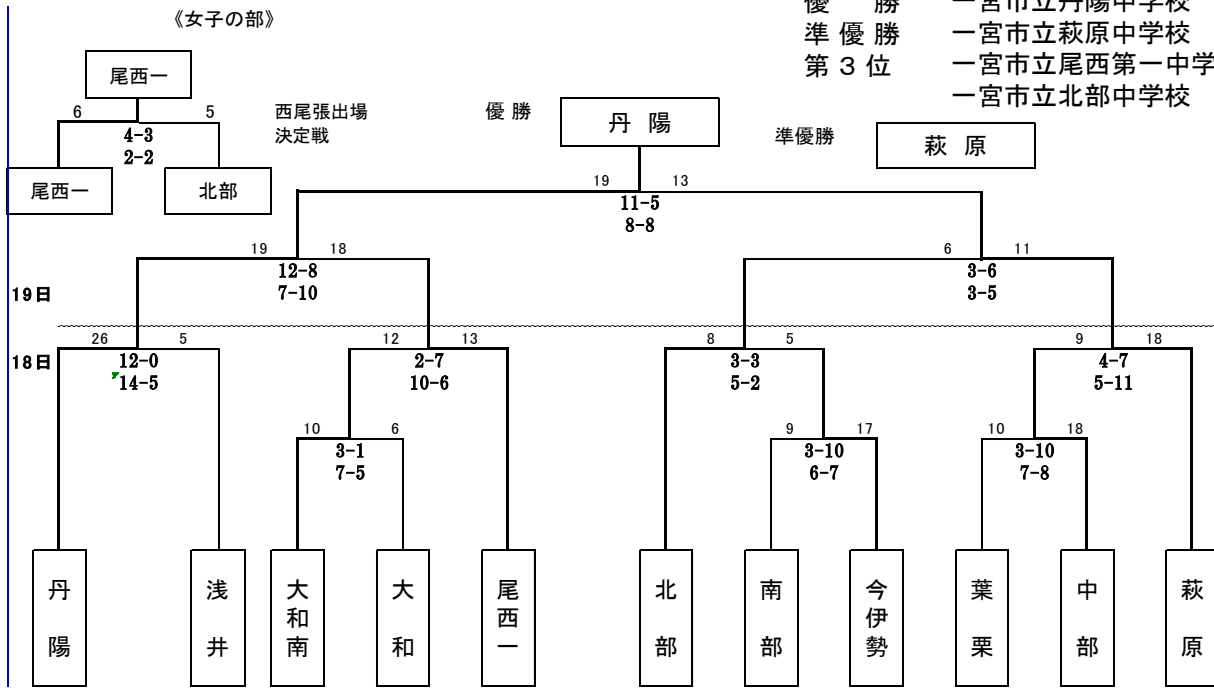 《女子の部》
優 勝 一宮市立丹陽中学校
準 優 勝 一宮市立萩原中学校
第 3 位 一宮市立尾西第一中学
一宮市立北部中学校
尾西一
6 5
4-3
2-2
尾西一 北部
西尾張出場
決定戦
優 勝
丹 陽
準優勝
萩 原
19 13
11-5
8-8
19 18
12-8
7-10
6 11
3-6
3-5
19日
18日
26 5
12-0
14-5
12 13
2-7
10-6
8 5
3-3
5-2
9 18
4-7
5-11
10 6
3-1
7-5
9 17
3-10
6-7
10 18
3-10
7-8
丹陽
浅井
大和南
大和
尾西一
北部
南部
今伊勢
葉栗
中部
萩原